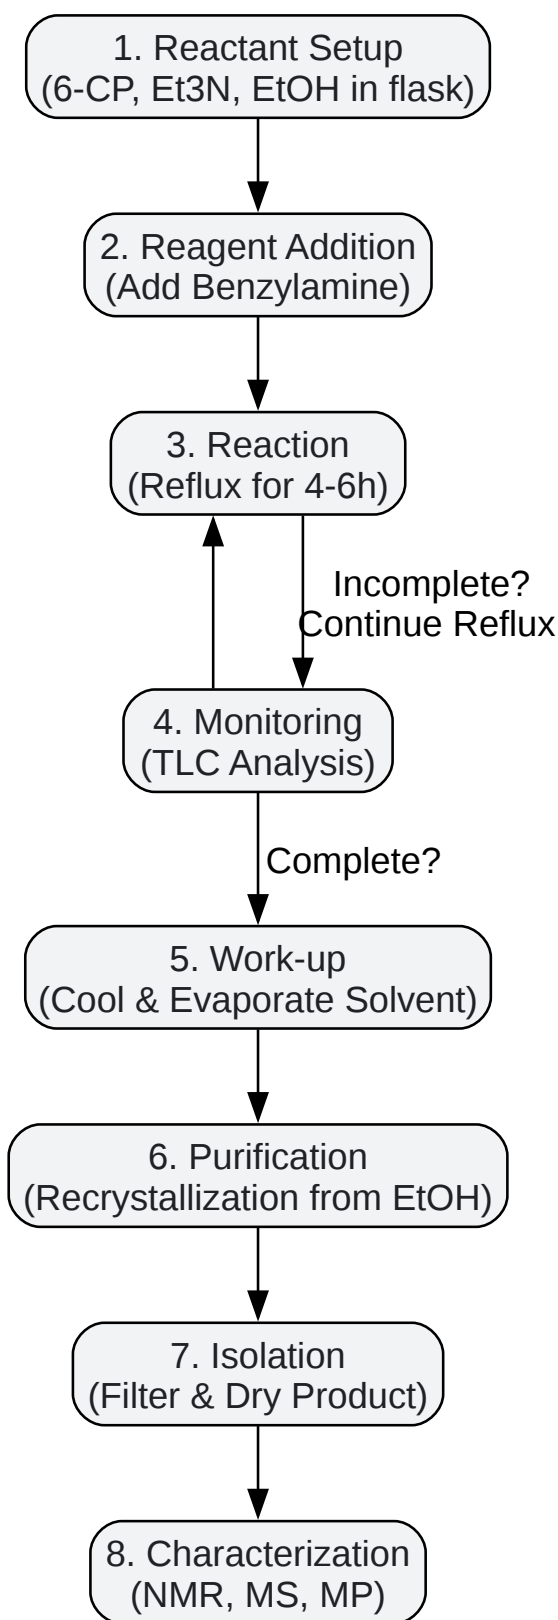 1. Reactant Setup
(6-CP, Et3N, EtOH in flask)
2. Reagent Addition
(Add Benzylamine)
3. Reaction
(Reflux for 4-6h)
Incomplete?
Continue Reflux
4. Monitoring
(TLC Analysis)
Complete?
5. Work-up
(Cool & Evaporate Solvent)
6. Purification
(Recrystallization from EtOH)
7. Isolation
(Filter & Dry Product)
8. Characterization
(NMR, MS, MP)